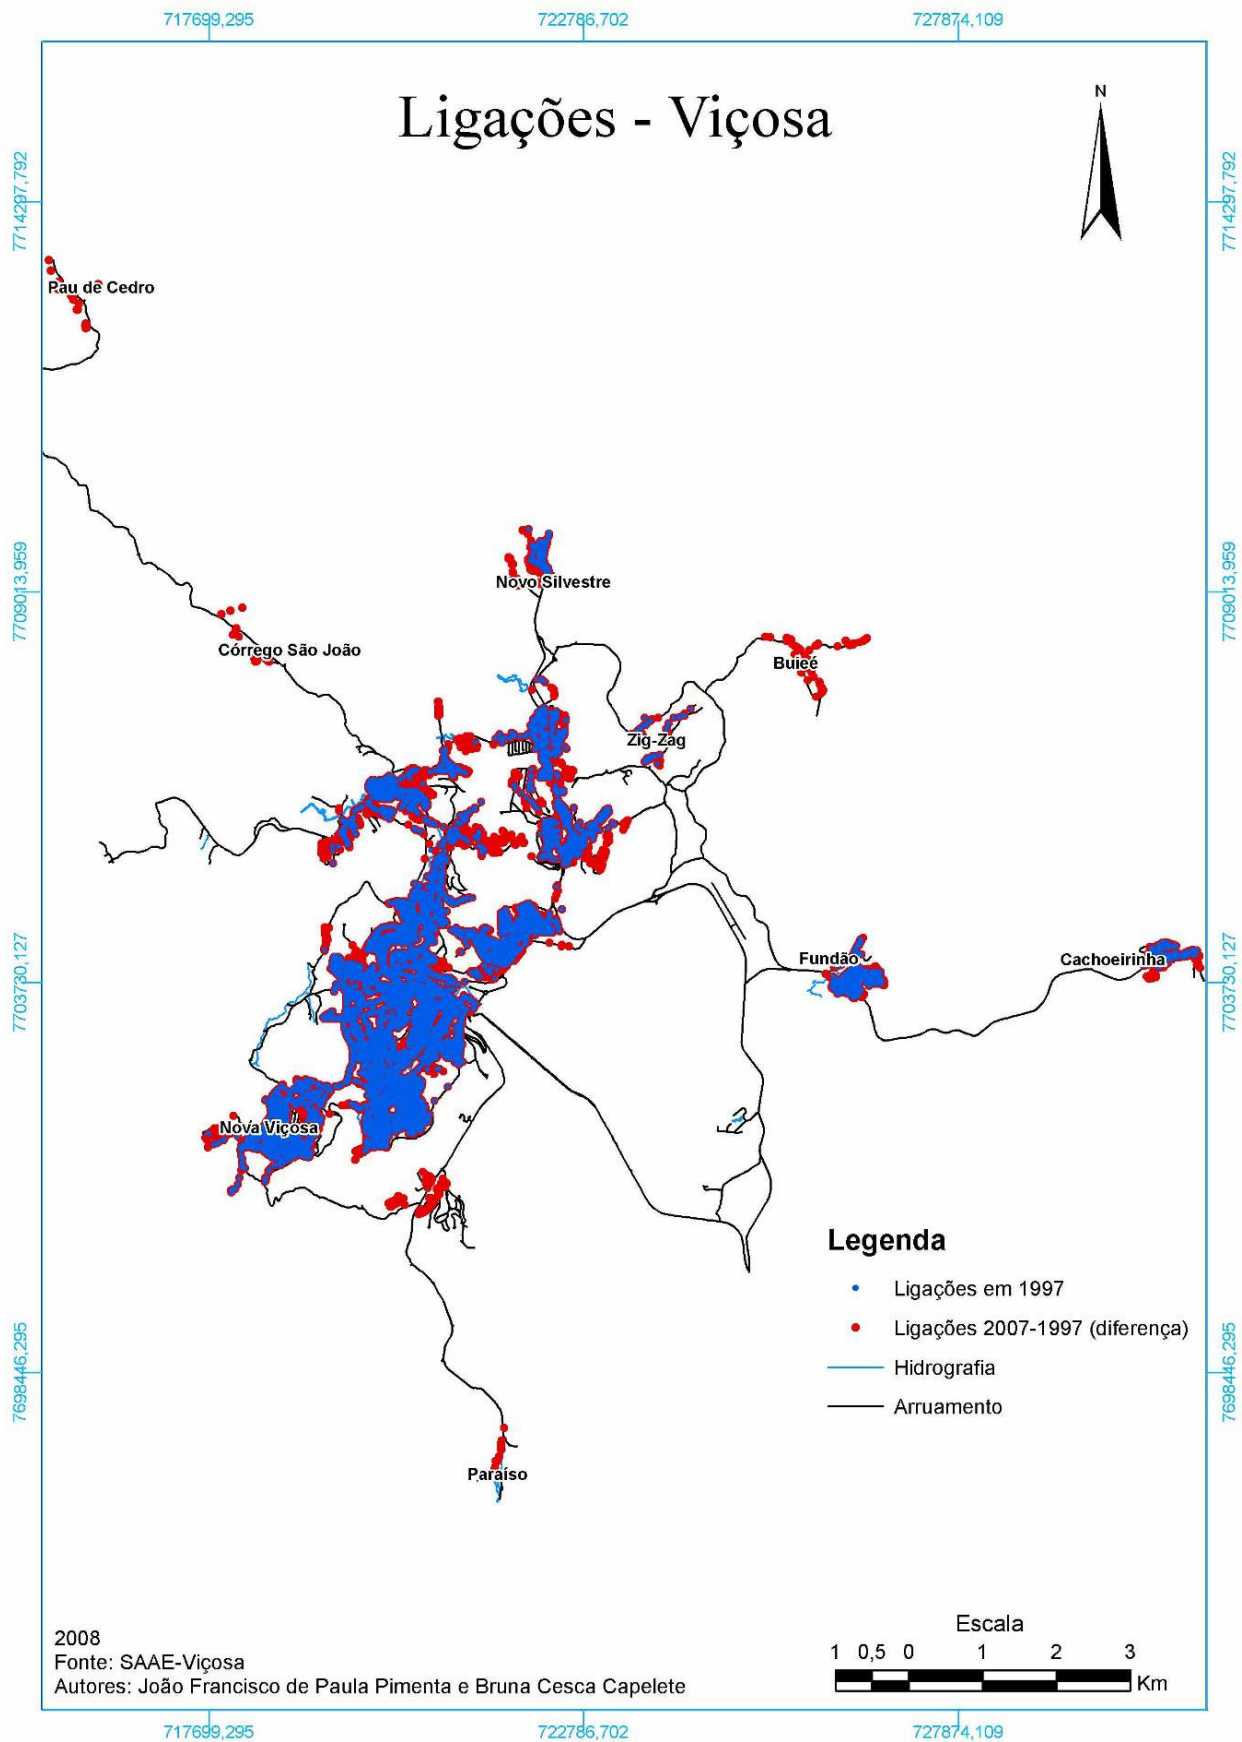 717699,295
722786,702
727874,109
Ligações - Viçosa
N
7714297,792
7714297,792
Pau de Cedro
7709013,959
7709013,959
Novo Silvestre
Córrego São João
Buieé
Zig-Zag
7703730,127
7703730,127
Fundão
Cachoeirinha
Nova Viçosa
Legenda
Ligações em 1997
Ligações 2007-1997 (diferença)
Hidrografia
Arruamento
7698446,295
7698446,295
Paraíso
2008
Fonte: SAAE-Viçosa
Autores: João Francisco de Paula Pimenta e Bruna Cesca Capelete
Escala
1 0,5 0 1 2 3
Km
717699,295
722786,702
727874,109